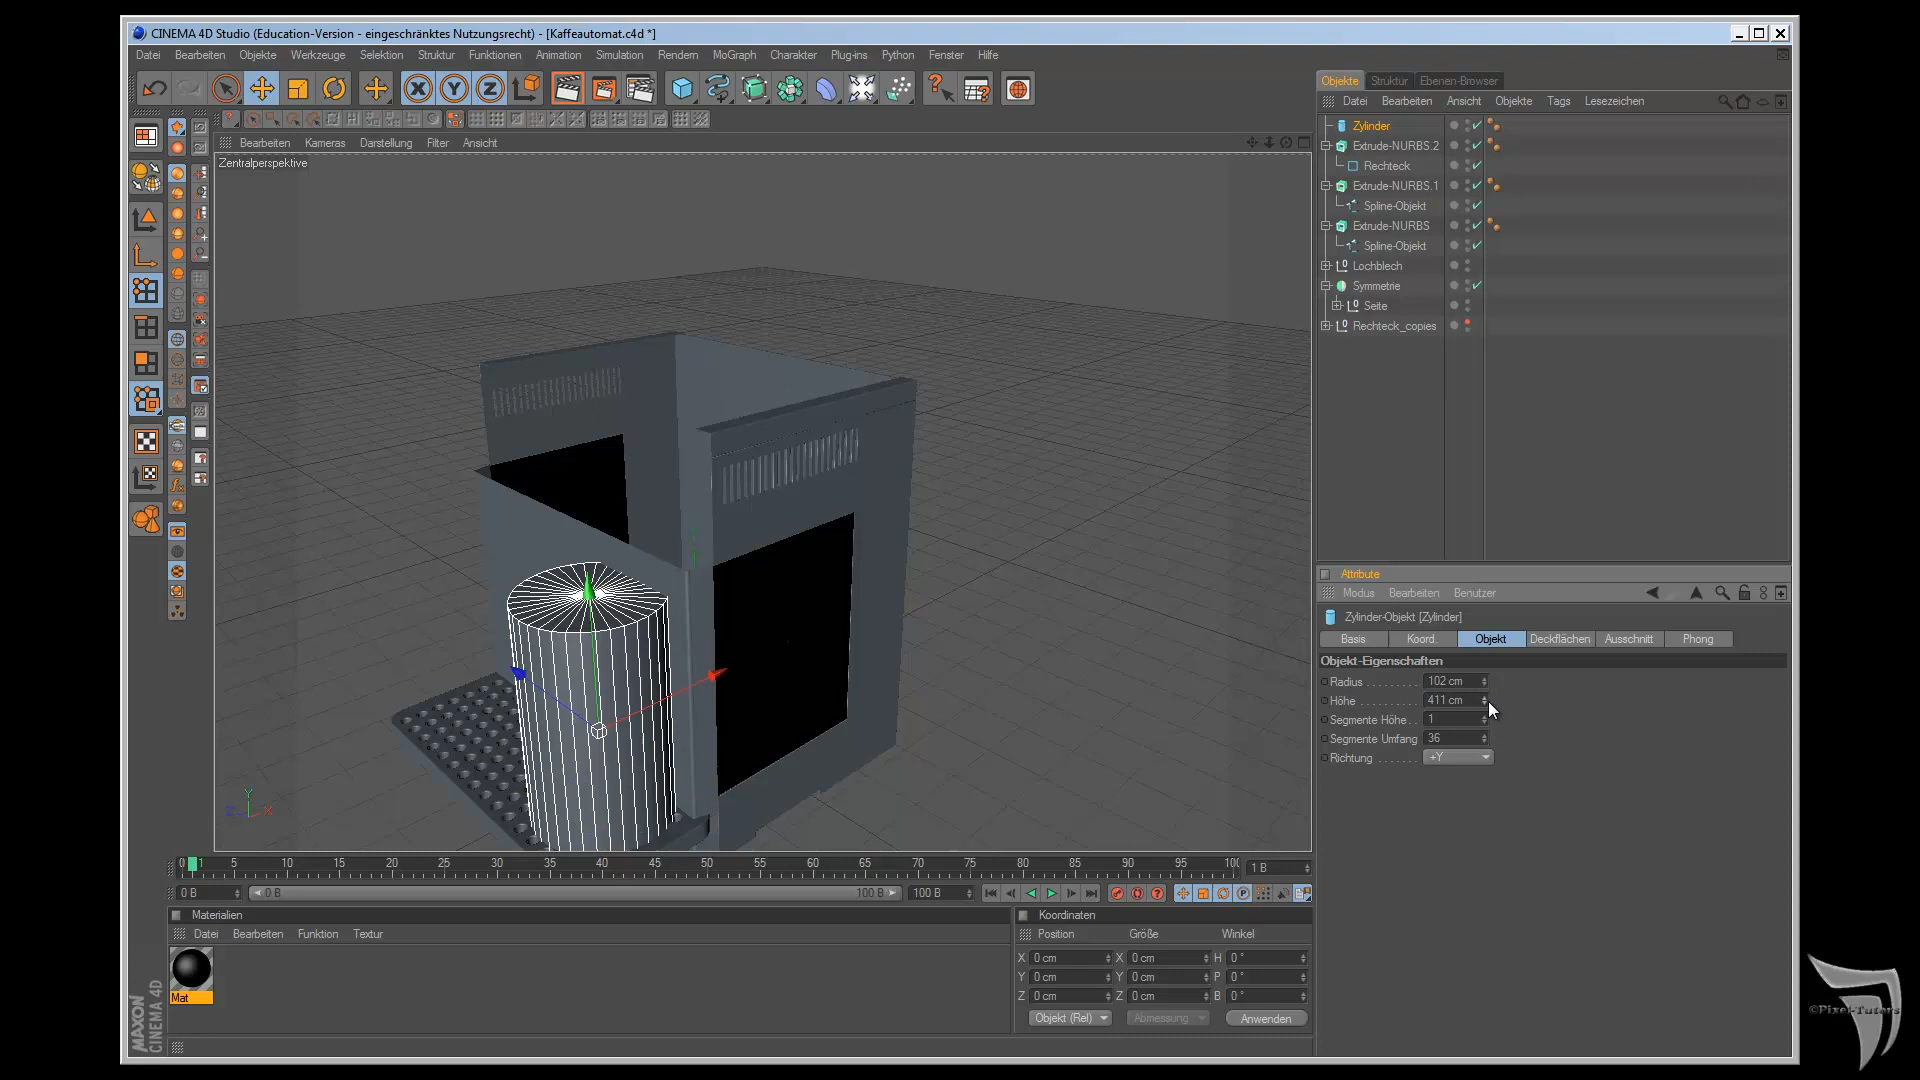 CINEMA 4D Studio (Education-Version - eingeschränktes Nutzungsrecht) - [Kaffeautomat.c4d *]
Datei Bearbeiten Objekte Werkzeuge Selektion Struktur Funktionen Animation Simulation Rendern MoGraph Charakter Plug-ins Python Fenster Hilfe
Objekte Struktur Ebenen-Browser
Datei Bearbeiten Ansicht Objekte Tags Lesezeichen
Zylinder
Extrude-NURBS.2
Rechteck
Extrude-NURBS.1
Spline-Objekt
Extrude-NURBS
Spline-Objekt
Lochblech
Symmetrie
Seite
Rechteck_copies
Bearbeiten Kameras Darstellung Filter Ansicht
Zentralperspektive
Y
Z X
Attribute
Modus Bearbeiten Benutzer
Zylinder-Objekt [Zylinder]
Basis Koord. Objekt Deckflächen Ausschnitt Phong
Objekt-Eigenschaften
Radius . . . . . . . . 102 cm
Höhe . . . . . . . . . 411 cm
Segmente Höhe . . 1
Segmente Umfang 36
Richtung . . . . . . . +Y
0 1 5 10 15 20 25 30 35 40 45 50 55 60 65 70 75 80 85 90 95 100 1 B
0 B 0 B 100 B 100 B
Materialien
Datei Bearbeiten Funktion Textur
Mat
Koordinaten
Position Größe Winkel
X 0 cm X 0 cm H 0 °
Y 0 cm Y 0 cm P 0 °
Z 0 cm Z 0 cm B 0 °
Objekt (Rel) Abmessung Anwenden
MAXON
CINEMA 4D
©Pixel-Tutors